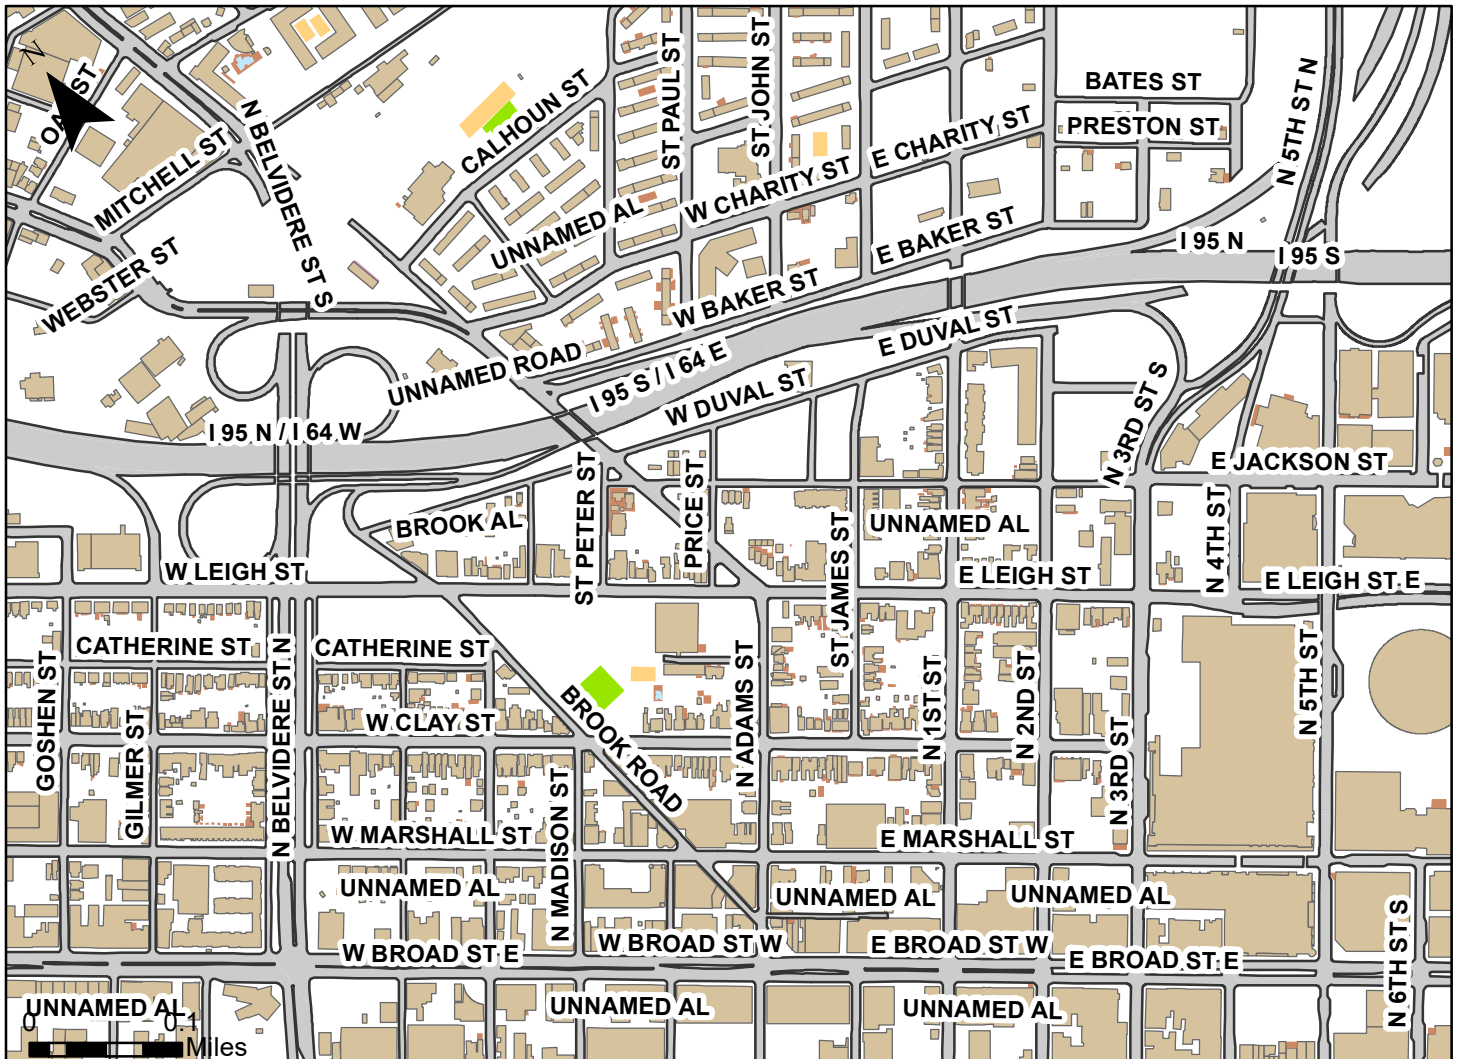 N
OAK ST
MITCHELL ST
N BELVIDERE ST S
WEBSTER ST
CALHOUN ST
ST PAUL ST
ST JOHN ST
UNNAMED AL
W CHARITY ST
E CHARITY ST
BATES ST
PRESTON ST
N 5TH ST N
E BAKER ST
W BAKER ST
I 95 N
I 95 S
UNNAMED ROAD
I 95 S / I 64 E
E DUVAL ST
W DUVAL ST
I 95 N / I 64 W
N 3RD ST S
E JACKSON ST
BROOK AL
ST PETER ST
PRICE ST
ST JAMES ST
UNNAMED AL
N 4TH ST
W LEIGH ST
E LEIGH ST
E LEIGH ST E
CATHERINE ST
CATHERINE ST
GOSHEN ST
GILMER ST
N BELVIDERE ST N
W CLAY ST
BROOK ROAD
N ADAMS ST
N 1ST ST
N 2ND ST
N 3RD ST
N 5TH ST
W MARSHALL ST
N MADISON ST
E MARSHALL ST
UNNAMED AL
UNNAMED AL
UNNAMED AL
W BROAD ST E
W BROAD ST W
E BROAD ST W
E BROAD ST E
N 6TH ST S
UNNAMED AL
UNNAMED AL
UNNAMED AL
0 0.1
Miles